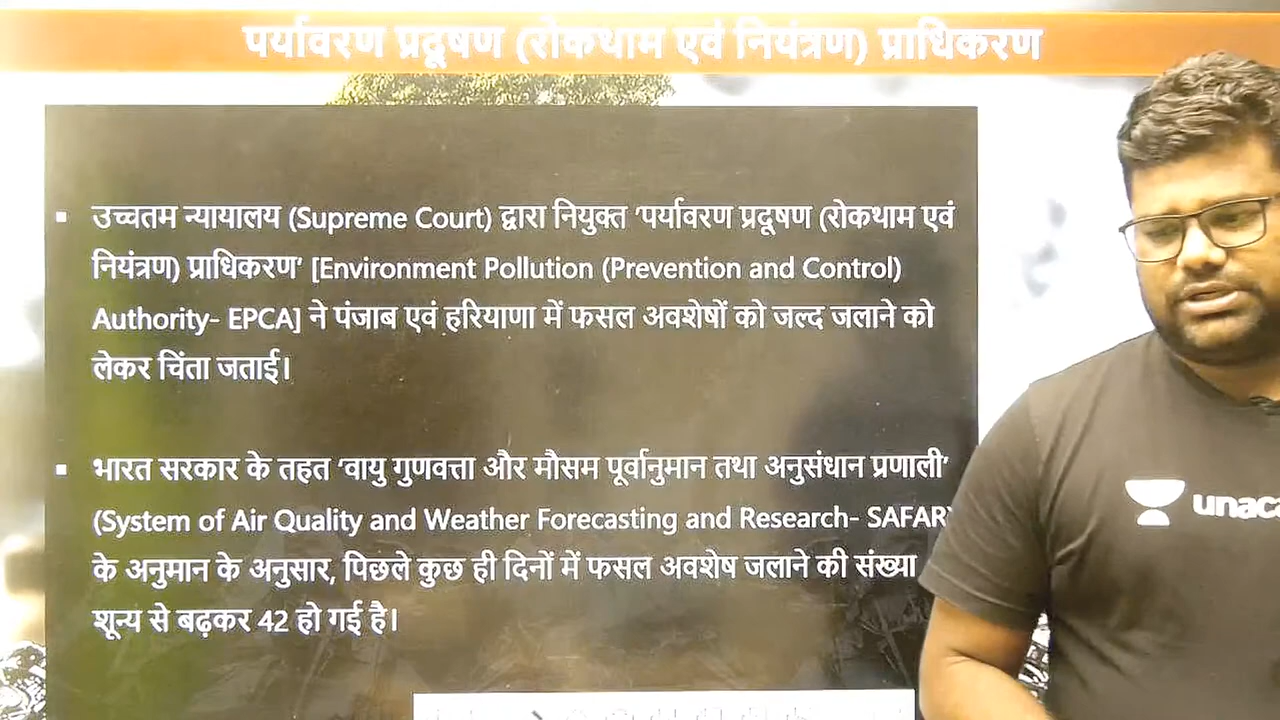 पर्यावरण प्रदूषण (रोकथाम एवं नियंत्रण) प्राधिकरण
▪ उच्चतम न्यायालय (Supreme Court) द्वारा नियुक्त ‘पर्यावरण प्रदूषण (रोकथाम एवं
नियंत्रण) प्राधिकरण’ [Environment Pollution (Prevention and Control)
Authority- EPCA] ने पंजाब एवं हरियाणा में फसल अवशेषों को जल्द जलाने को
लेकर चिंता जताई।
▪ भारत सरकार के तहत ‘वायु गुणवत्ता और मौसम पूर्वानुमान तथा अनुसंधान प्रणाली’
(System of Air Quality and Weather Forecasting and Research- SAFAR)
के अनुमान के अनुसार, पिछले कुछ ही दिनों में फसल अवशेष जलाने की संख्या
शून्य से बढ़कर 42 हो गई है।
unaca